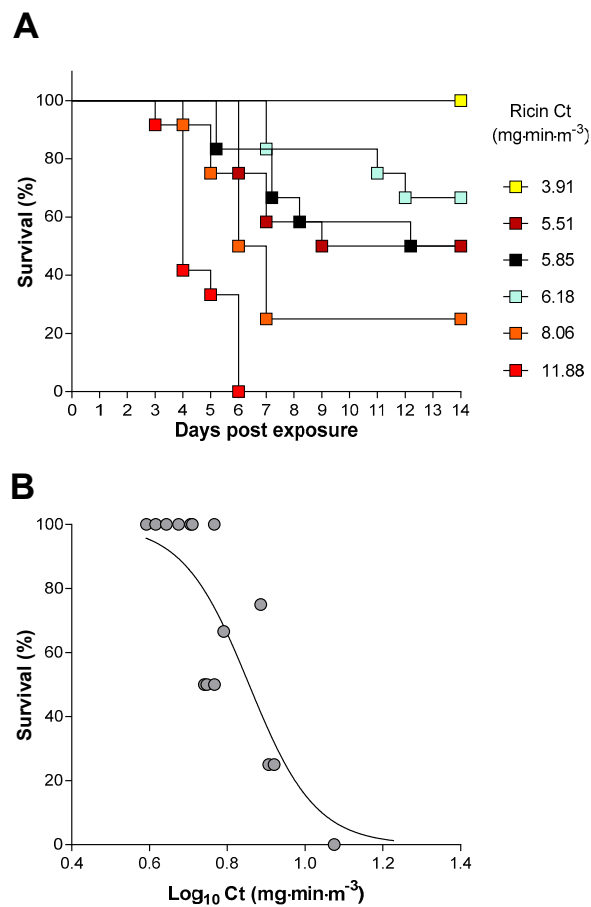 A
Survival (%)
100
80
60
40
20
0
0 1 2 3 4 5 6 7 8 9 10 11 12 13 14
Days post exposure
Ricin Ct
(mg·min·m⁻³)
3.91
5.51
5.85
6.18
8.06
11.88
B
Survival (%)
100
80
60
40
20
0
0.4 0.6 0.8 1.0 1.2 1.4
Log₁₀ Ct (mg·min·m⁻³)